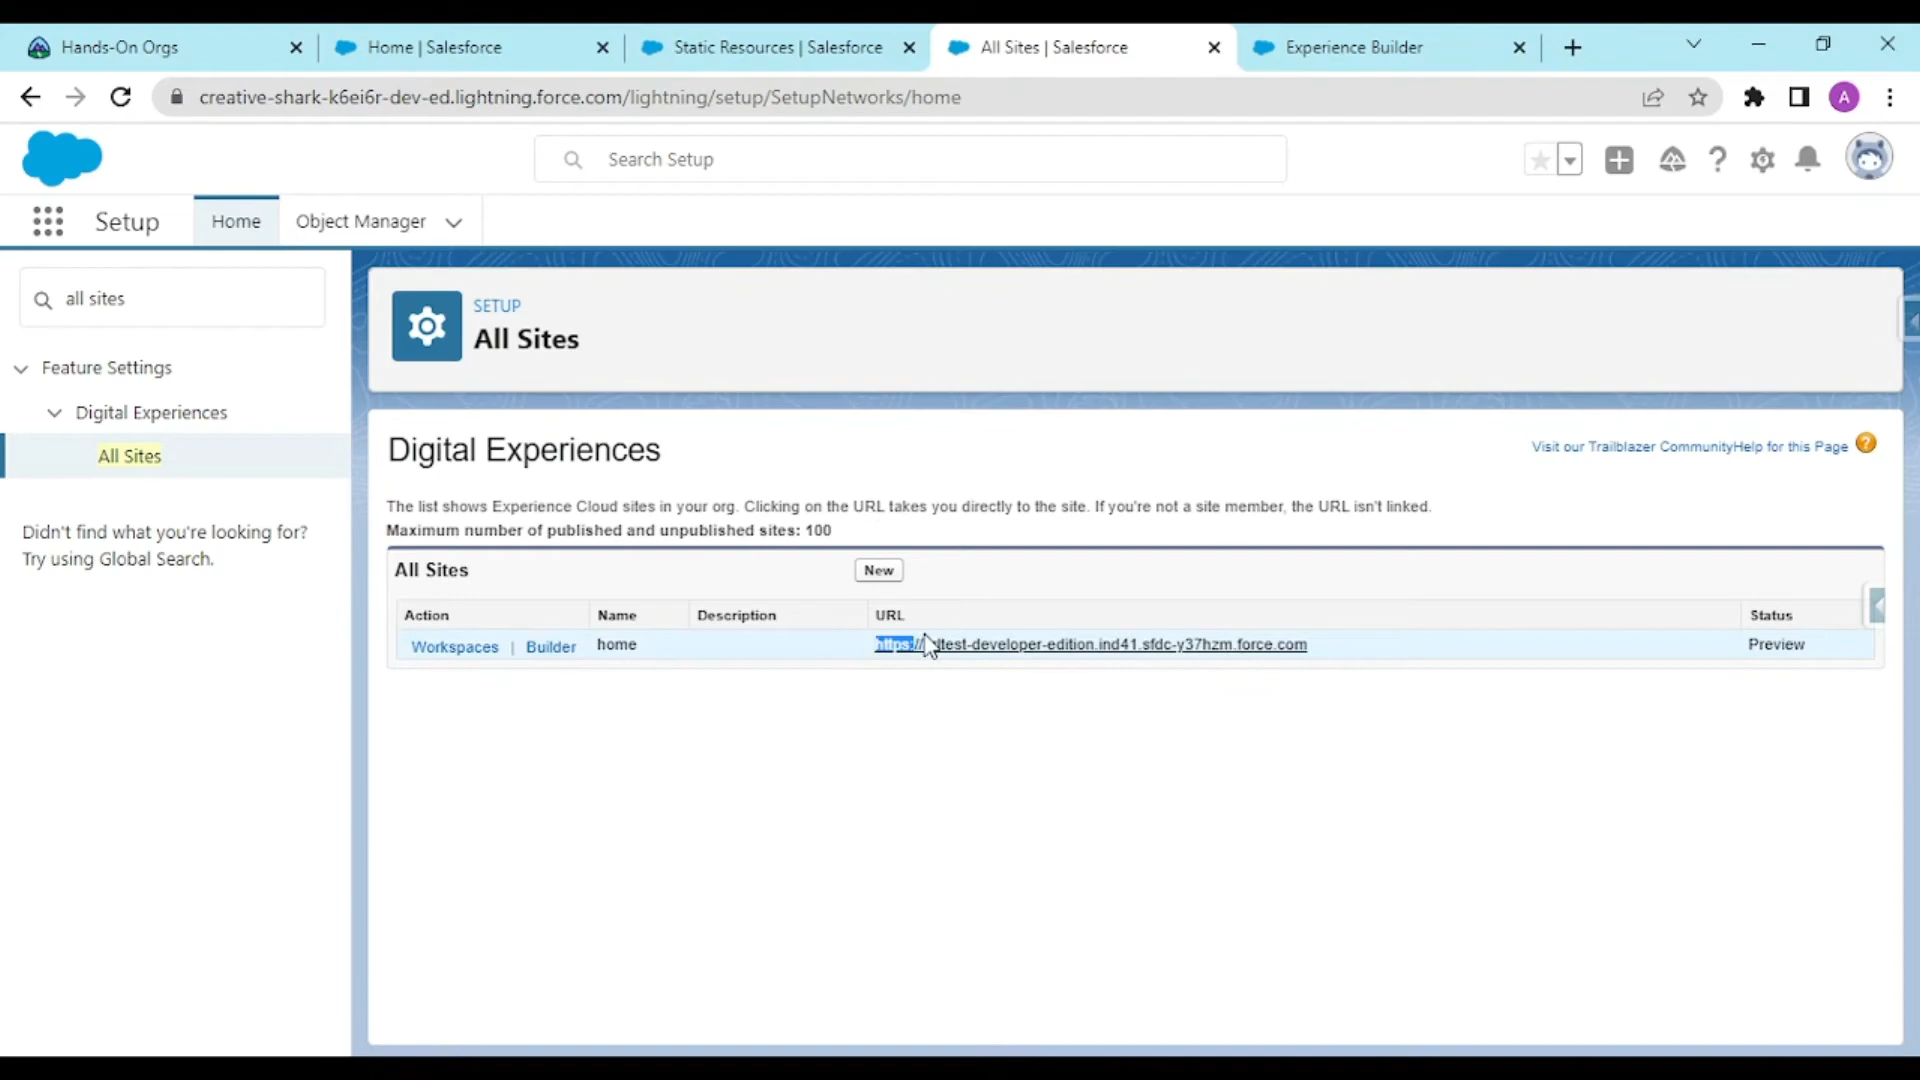 Hands-On Orgs
Home | Salesforce
Static Resources | Salesforce
All Sites | Salesforce
Experience Builder
creative-shark-k6ei6r-dev-ed.lightning.force.com/lightning/setup/SetupNetworks/home
A
Search Setup
Setup
Home
Object Manager
all sites
Feature Settings
Digital Experiences
All Sites
Didn't find what you're looking for?
Try using Global Search.
SETUP
All Sites
Digital Experiences
Visit our Trailblazer Community Help for this Page ?
The list shows Experience Cloud sites in your org. Clicking on the URL takes you directly to the site. If you're not a site member, the URL isn't linked.
Maximum number of published and unpublished sites: 100
All Sites
New
Action Name Description URL Status
Workspaces | Builder home https:// test-developer-edition.ind41.sfdc-y37hzm.force.com Preview